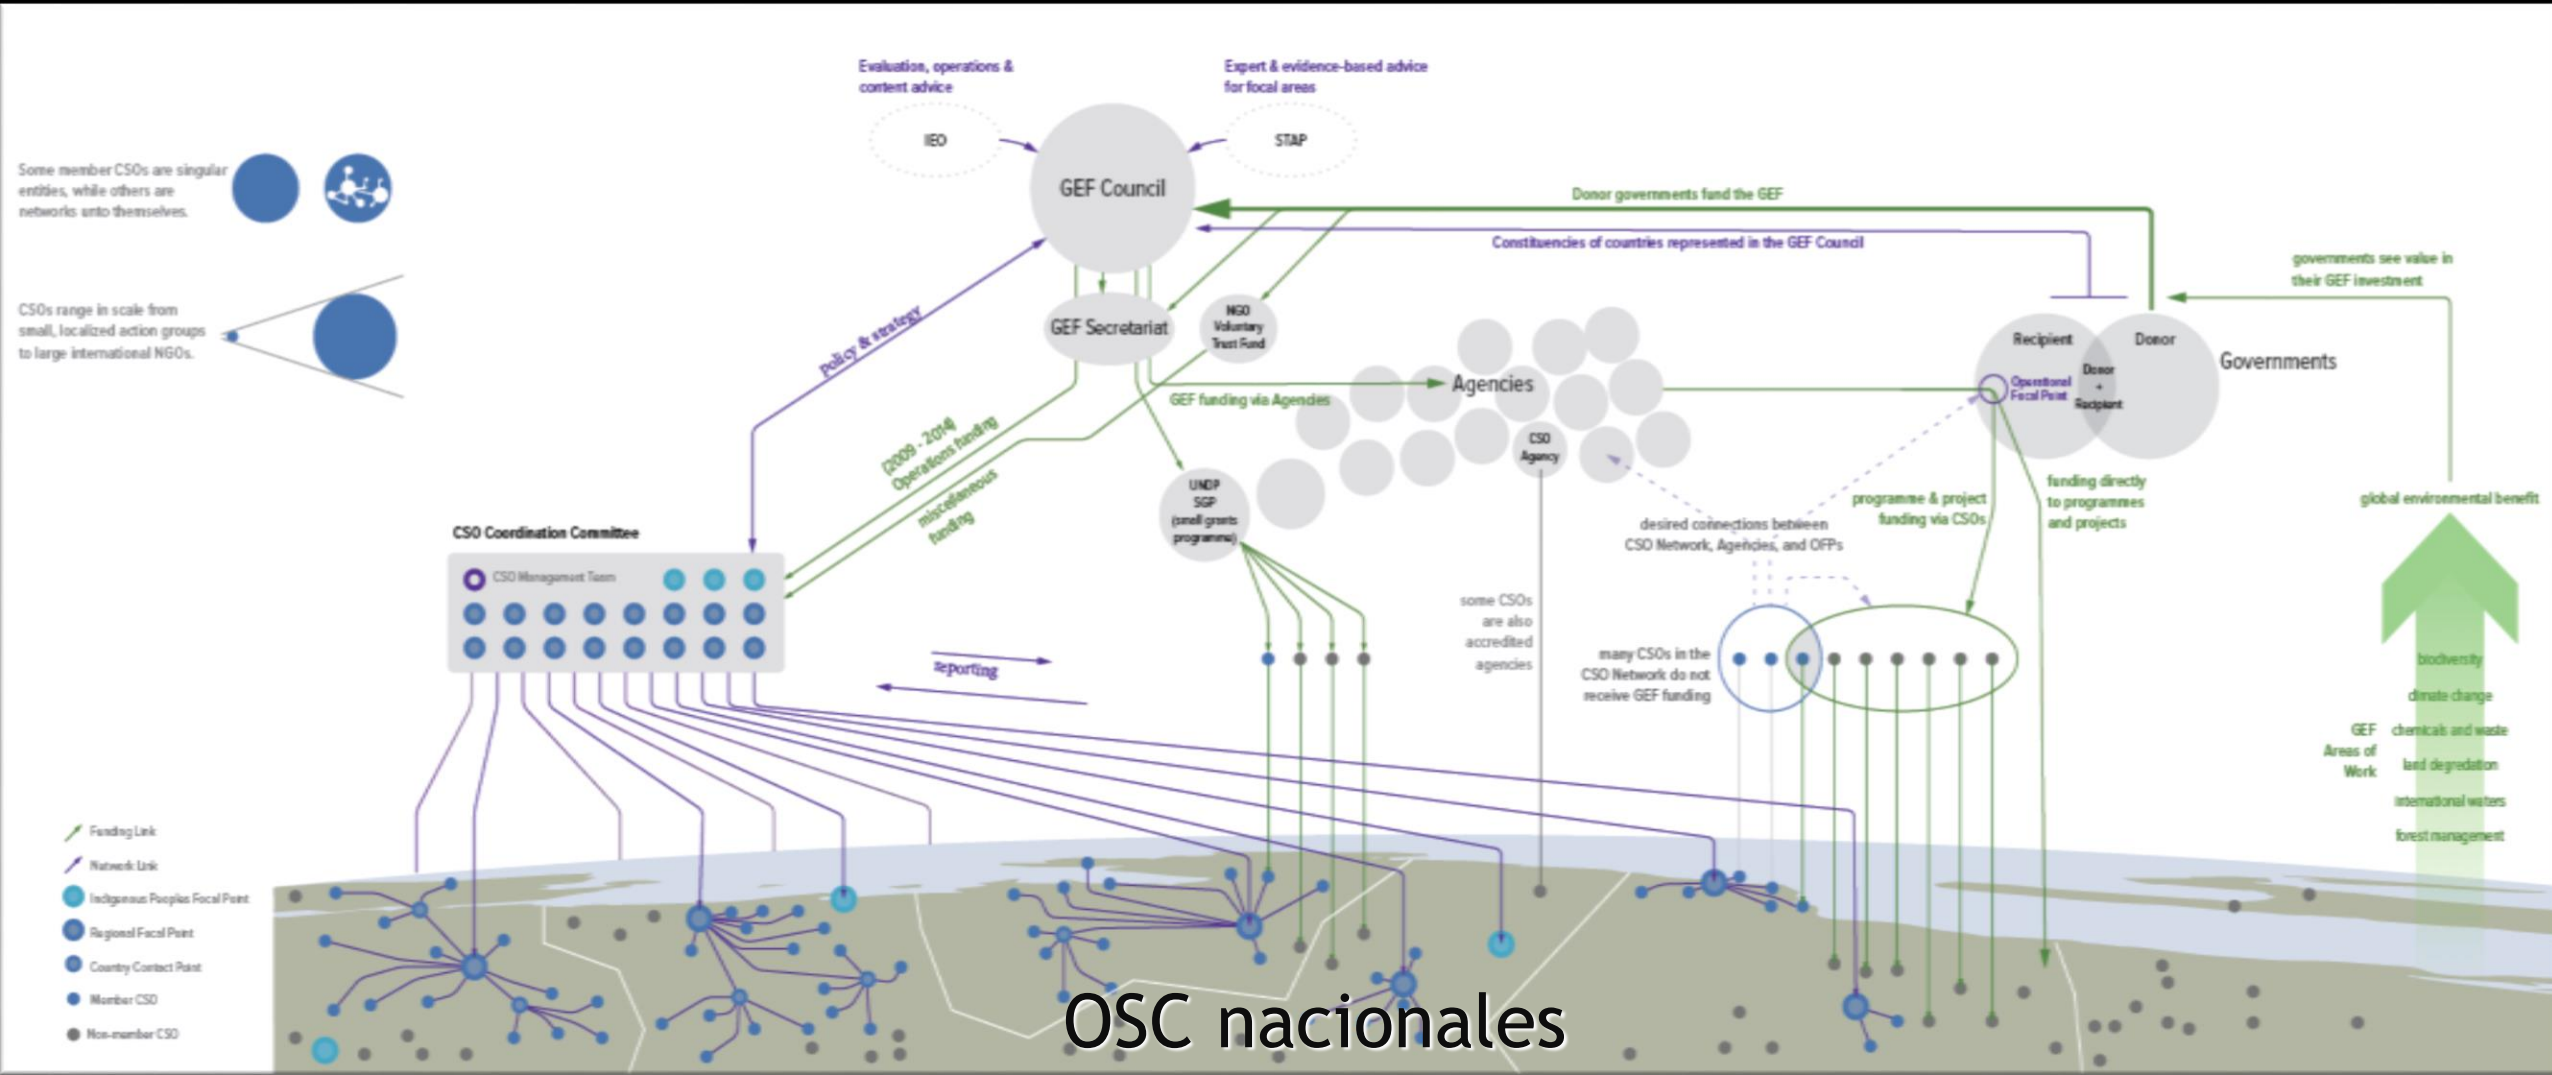 Evaluation, operations &
content advice
Expert & evidence-based advice
for focal areas
IEO
STAP
GEF Council
Some member CSOs are singular
entities, while others are
networks unto themselves.
CSOs range in scale from
small, localized action groups
to large international NGOs.
Donor governments fund the GEF
Constituencies of countries represented in the GEF Council
governments see value in
their GEF investment
Policy & strategy
GEF Secretariat
NGO
Voluntary
Trust Fund
Agencies
GEF funding via Agencies
CSO
Agency
Recipient
Donor
Donor
+
Recipient
Governments
Operational
Focal Point
(2009 - 2014)
Operations funding
miscellaneous
funding
UNDP
SGP
(small grants
programme)
programme & project
funding via CSOs
funding directly
to programmes
and projects
global environmental benefit
desired connections between
CSO Network, Agencies, and OFPs
CSO Coordination Committee
CSO Management Team
reporting
some CSOs
are also
accredited
agencies
many CSOs in the
CSO Network do not
receive GEF funding
GEF
Areas of
Work
biodiversity
climate change
chemicals and waste
land degredation
international waters
forest management
Funding Link
Network Link
Indigenous Peoples Focal Point
Regional Focal Point
Country Contact Point
Member CSO
Non-member CSO
OSC nacionales